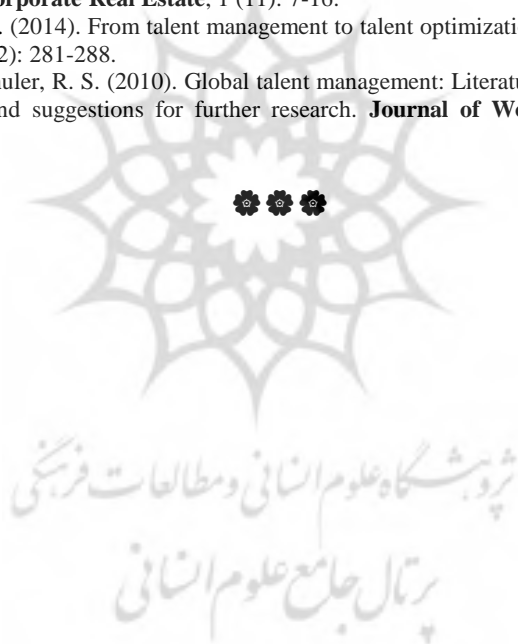 orporate Real Estate, 1 (11): 7-16.
. (2014). From talent management to talent optimizati
2): 281-288.
uler, R. S. (2010). Global talent management: Literatu
nd suggestions for further research. Journal of Wo
پژوهشگاه علوم انسانی و مطالعات فرهنگی
پرتال جامع علوم انسانی